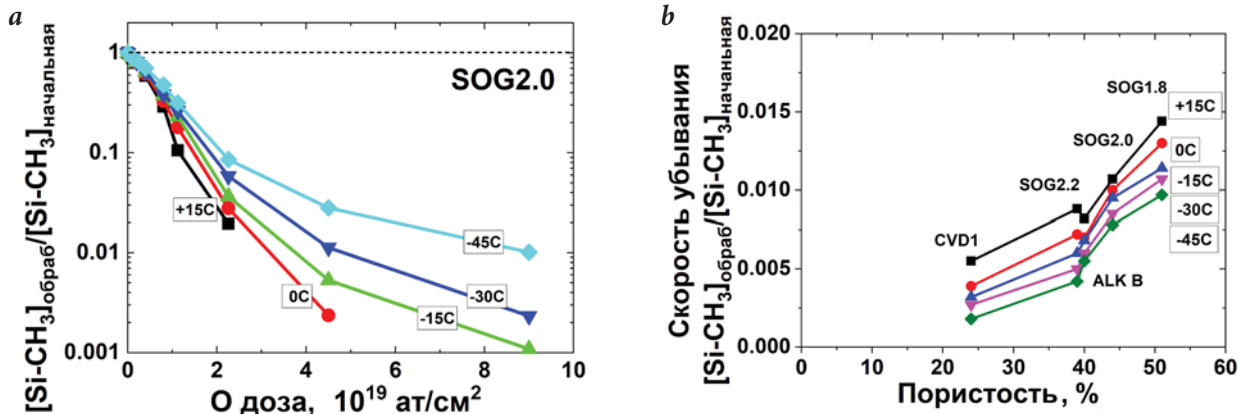 a
[Si-CH3]обраб/[Si-CH3]начальная
1
0.1
0.01
0.001
SOG2.0
+15C
0C
-15C
-30C
-45C
0 2 4 6 8 10
О доза, 10^19 ат/см^2
b
Скорость убывания
[Si-CH3]обраб/[Si-CH3]начаньная
0.020
0.015
0.010
0.005
0.000
CVD1
SOG2.2
SOG2.0
SOG1.8
ALK B
+15C
0C
-15C
-30C
-45C
0 10 20 30 40 50 60
Пористость, %